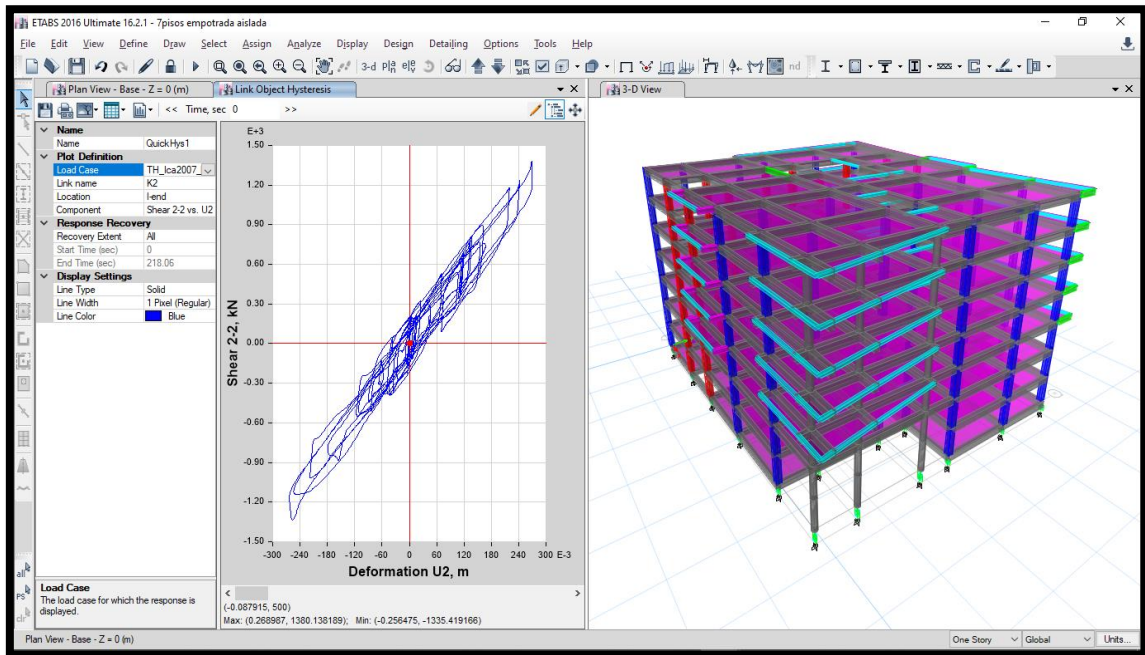 ETABS 2016 Ultimate 16.2.1 - 7pisos empotrada aislada
File Edit View Define Draw Select Assign Analyze Display Design Detailing Options Tools Help
3-d
nd
Plan View - Base - Z = 0 (m)
Link Object Hysteresis
3-D View
<< Time, sec 0 >>
Name
Name QuickHys1
Plot Definition
Load Case TH_Ica2007_
Link name K2
Location I-end
Component Shear 2-2 vs. U2
Response Recovery
Recovery Extent All
Start Time (sec) 0
End Time (sec) 218.06
Display Settings
Line Type Solid
Line Width 1 Pixel (Regular)
Line Color Blue
E+3
1.50
1.20
0.90
0.60
0.30
0.00
-0.30
-0.60
-0.90
-1.20
-1.50
Shear 2-2, kN
-300 -240 -180 -120 -60 0 60 120 180 240 300 E-3
Deformation U2, m
all
PS
clr
Load Case
The load case for which the response is
displayed.
(-0.087915, 500)
Max: (0.268987, 1380.138189); Min: (-0.256475, -1335.419166)
Plan View - Base - Z = 0 (m)
One Story Global Units...